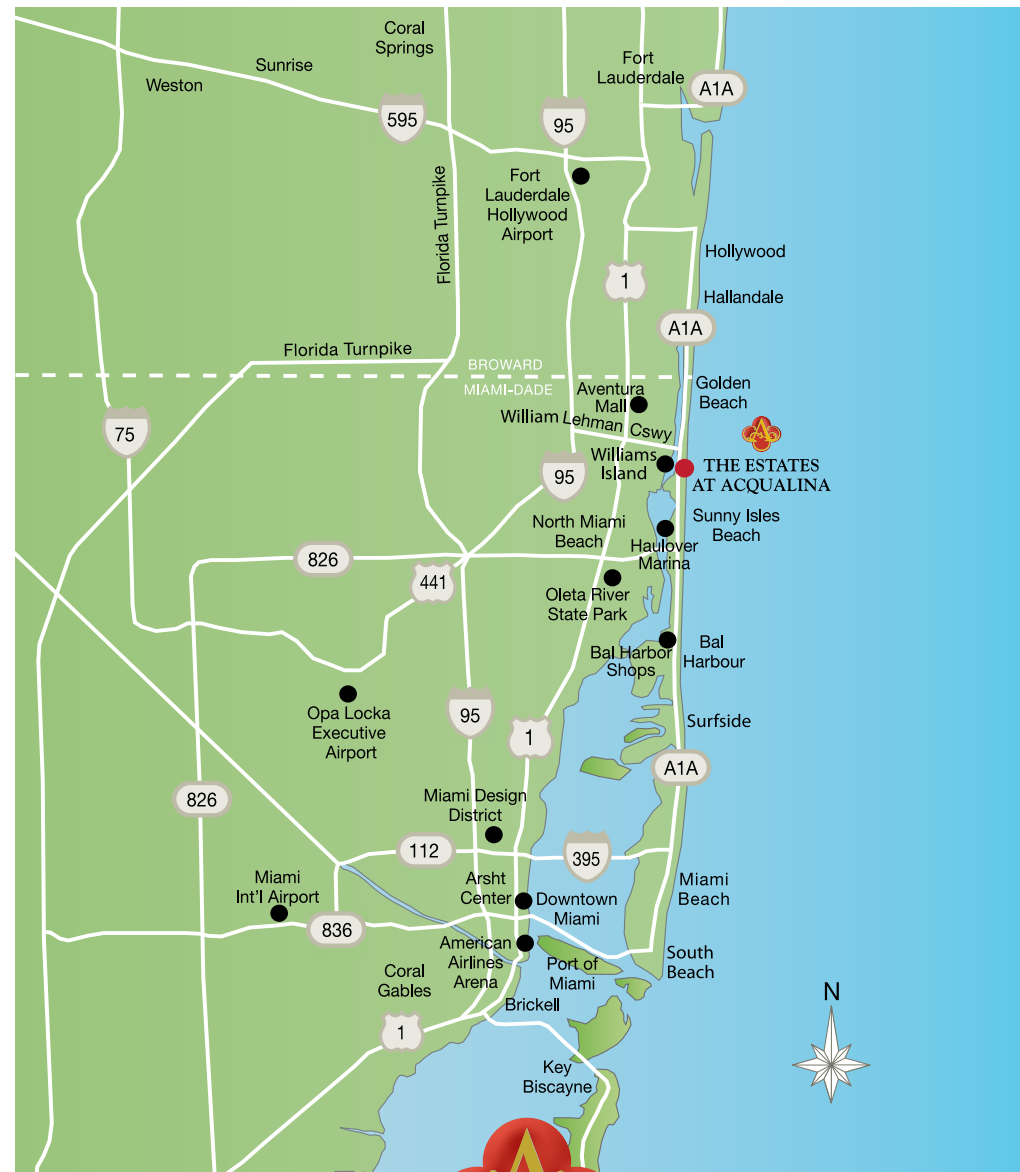 Coral
Springs
Fort
Lauderdale
Sunrise
Weston
A1A
595
95
Fort
Lauderdale
Hollywood
Airport
Florida Turnpike
Hollywood
1
Hallandale
A1A
Florida Turnpike
BROWARD
MIAMI-DADE
Golden
Beach
Aventura
Mall
William Lehman Cswy
75
Williams
Island
A
THE ESTATES
AT ACQUALINA
95
North Miami
Beach
Sunny Isles
Beach
Haulover
Marina
826
441
Oleta River
State Park
Bal Harbor
Shops
Bal
Harbour
Opa Locka
Executive
Airport
95
1
Surfside
A1A
826
Miami Design
District
112
395
Miami
Int'l Airport
Arsht
Center
Downtown
Miami
Miami
Beach
836
American
Airlines
Arena
Port of
Miami
South
Beach
Coral
Gables
Brickell
1
N
Key
Biscayne
A